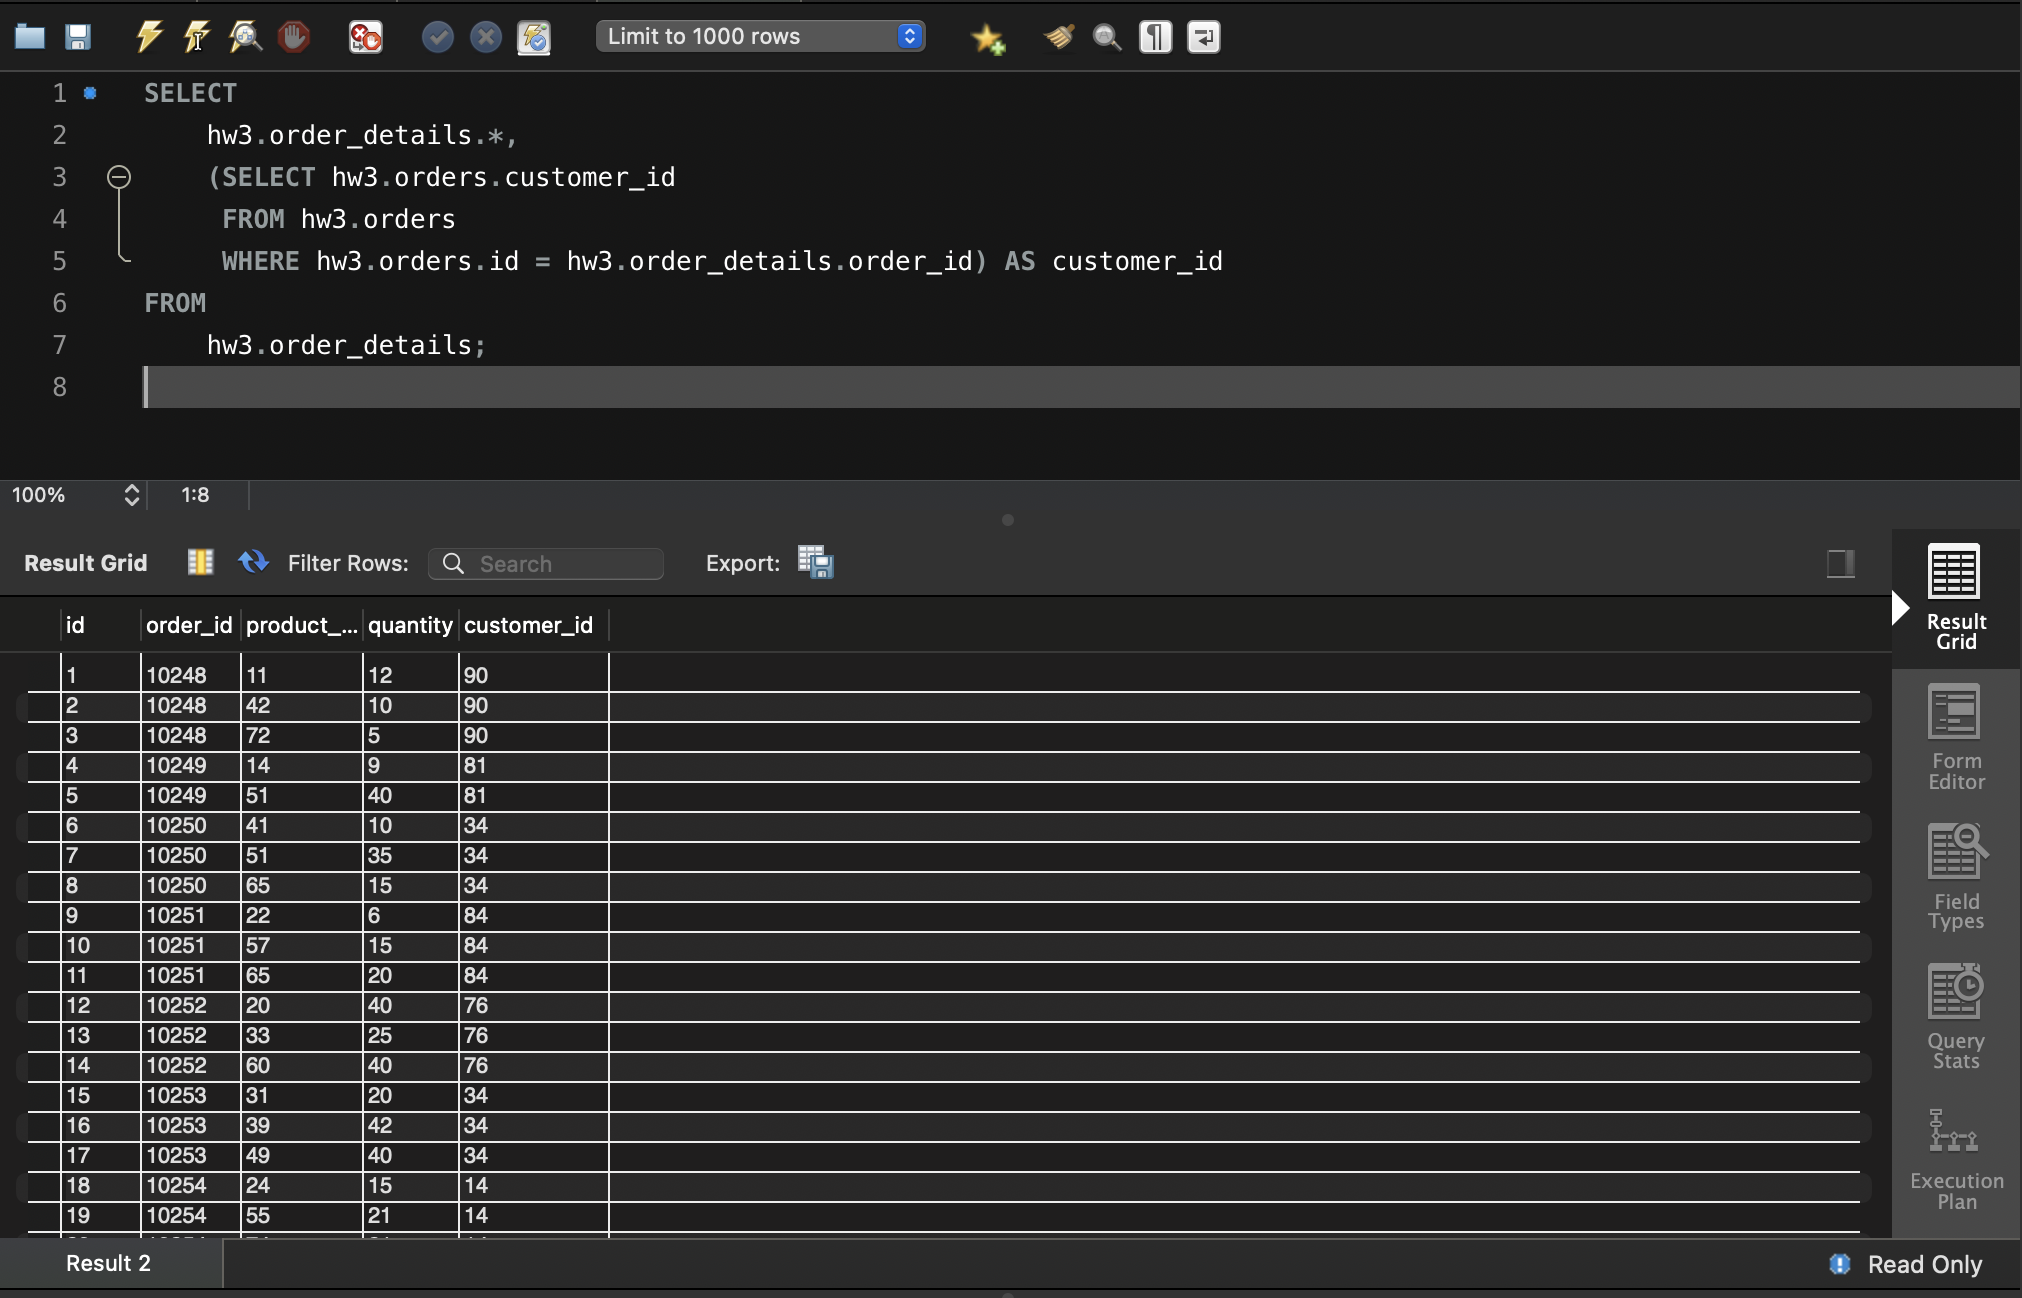 Limit to 1000 rows
1 SELECT
2 hw3.order_details.*,
3 (SELECT hw3.orders.customer_id
4 FROM hw3.orders
5 WHERE hw3.orders.id = hw3.order_details.order_id) AS customer_id
6 FROM
7 hw3.order_details;
8
100% 1:8
Result Grid Filter Rows: Search Export:
id order_id product_... quantity customer_id
1 10248 11 12 90
2 10248 42 10 90
3 10248 72 5 90
4 10249 14 9 81
5 10249 51 40 81
6 10250 41 10 34
7 10250 51 35 34
8 10250 65 15 34
9 10251 22 6 84
10 10251 57 15 84
11 10251 65 20 84
12 10252 20 40 76
13 10252 33 25 76
14 10252 60 40 76
15 10253 31 20 34
16 10253 39 42 34
17 10253 49 40 34
18 10254 24 15 14
19 10254 55 21 14
Result
Grid
Form
Editor
Field
Types
Query
Stats
Execution
Plan
Result 2
Read Only